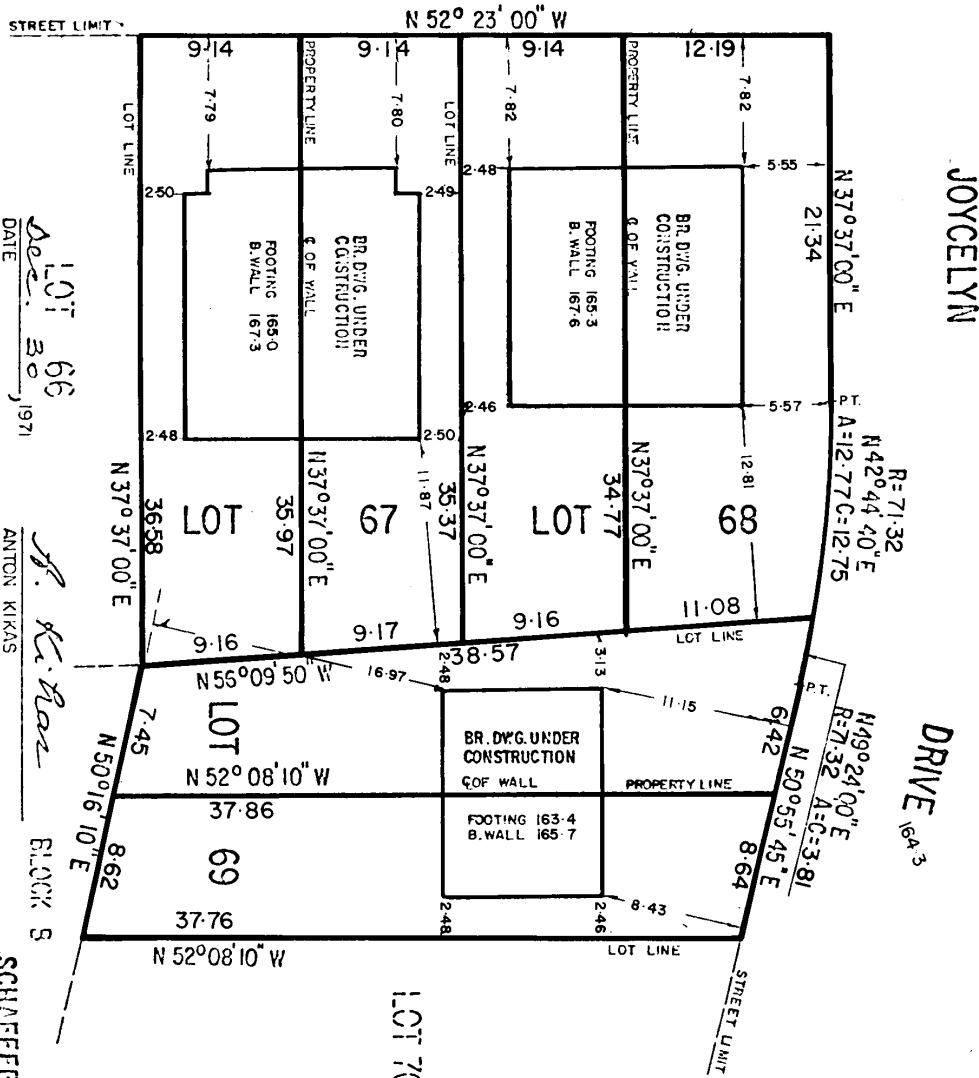 N 52° 23' 00" W
STREET LIMIT
9·14
9·14
9·14
12·19
LOT LINE
7·79
PROPERTY LINE
7·80
LOT LINE
7·82
PROPERTY LINE
7·82
2·50
2·49
2·48
5·55
N 37° 37' 00" E
21·34
JOYCELYN
BR. DWG. UNDER
CONSTRUCTION
℄ OF WALL
FOOTING 165·0
B. WALL 167·3
BR. DWG. UNDER
CONSTRUCTION
℄ OF WALL
FOOTING 165·3
B. WALL 167·6
2·48
2·50
2·46
5·57
P.T.
R=71·32
N 42° 44' 40" E
A=12·77 C=12·75
11·87
12·81
LOT 66
Dec. 30, 1971
DATE
N 37° 37' 00" E
36·58
LOT
35·97
N 37° 37' 00" E
67
35·37
N 37° 37' 00" E
LOT
34·77
N 37° 37' 00" E
68
9·16
9·17
9·16
11·08
LOT LINE
38·57
16·97
2·48
3·13
11·15
P.T.
DRIVE
164·3
N 49° 24' 00" E
R=71·32 A=C=3·81
6·42
N 50° 55' 45" E
8·64
7·45
LOT
N 52° 08' 10" W
37·86
BR. DWG. UNDER
CONSTRUCTION
℄ OF WALL
PROPERTY LINE
FOOTING 163·4
B. WALL 165·7
N 50° 16' 10" E
8·62
69
2·48
2·46
8·43
37·76
N 52° 08' 10" W
LOT LINE
STREET LIMIT
A. Kikas
ANTON KIKAS
BLOCK
LOT